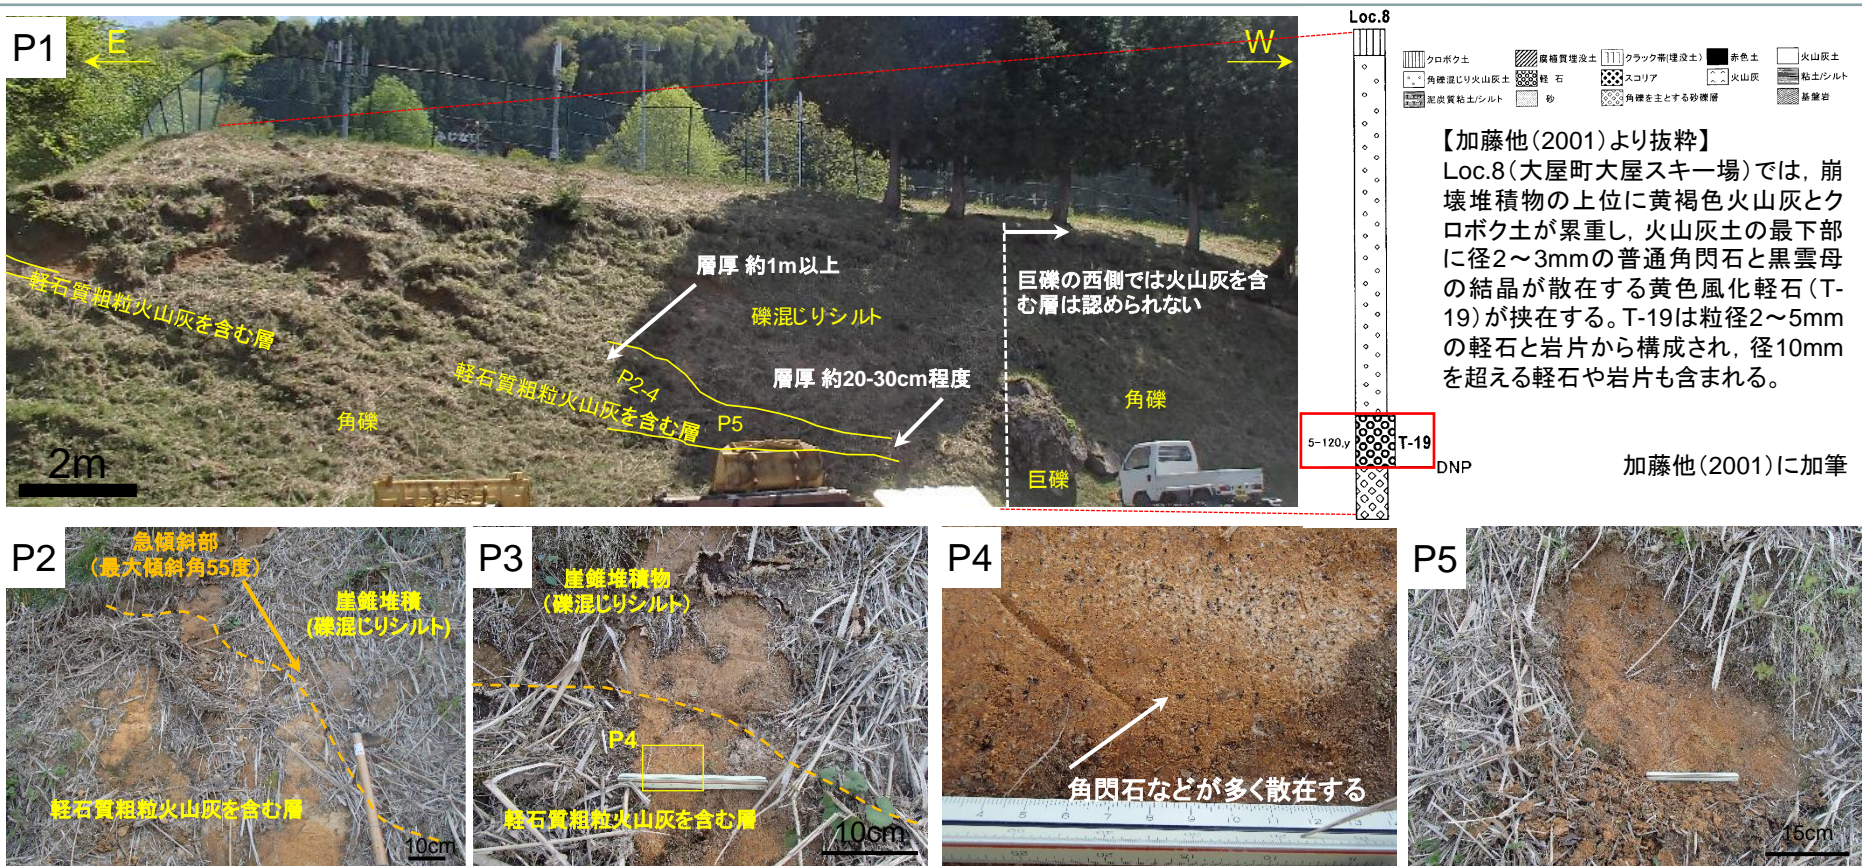 P1
E
W
Loc.8
クロボク土
腐植質埋没土
クラック帯(埋没土)
赤色土
火山灰土
角礫混じり火山灰土
軽石
スコリア
火山灰
粘土/シルト
泥炭質粘土/シルト
砂
角礫を主とする砂礫層
基盤岩
【加藤他(2001)より抜粋】
Loc.8(大屋町大屋スキー場)では，崩
壊堆積物の上位に黄褐色火山灰とク
ロボク土が累重し，火山灰土の最下部
に径2～3mmの普通角閃石と黒雲母
の結晶が散在する黄色風化軽石(T-
19)が挟在する。T-19は粒径2～5mm
の軽石と岩片から構成され，径10mm
を超える軽石や岩片も含まれる。
加藤他(2001)に加筆
5-120,y
T-19
DNP
層厚 約1m以上
礫混じりシルト
巨礫の西側では火山灰を含
む層は認められない
軽石質粗粒火山灰を含む層
P2-4
軽石質粗粒火山灰を含む層
P5
層厚 約20-30cm程度
角礫
角礫
巨礫
2m
P2
急傾斜部
(最大傾斜角55度)
崖錐堆積
(礫混じりシルト)
軽石質粗粒火山灰を含む層
10cm
P3
崖錐堆積物
(礫混じりシルト)
P4
軽石質粗粒火山灰を含む層
10cm
P4
角閃石などが多く散在する
4 5 6 7 8 9 10 11 12 13
P5
15cm